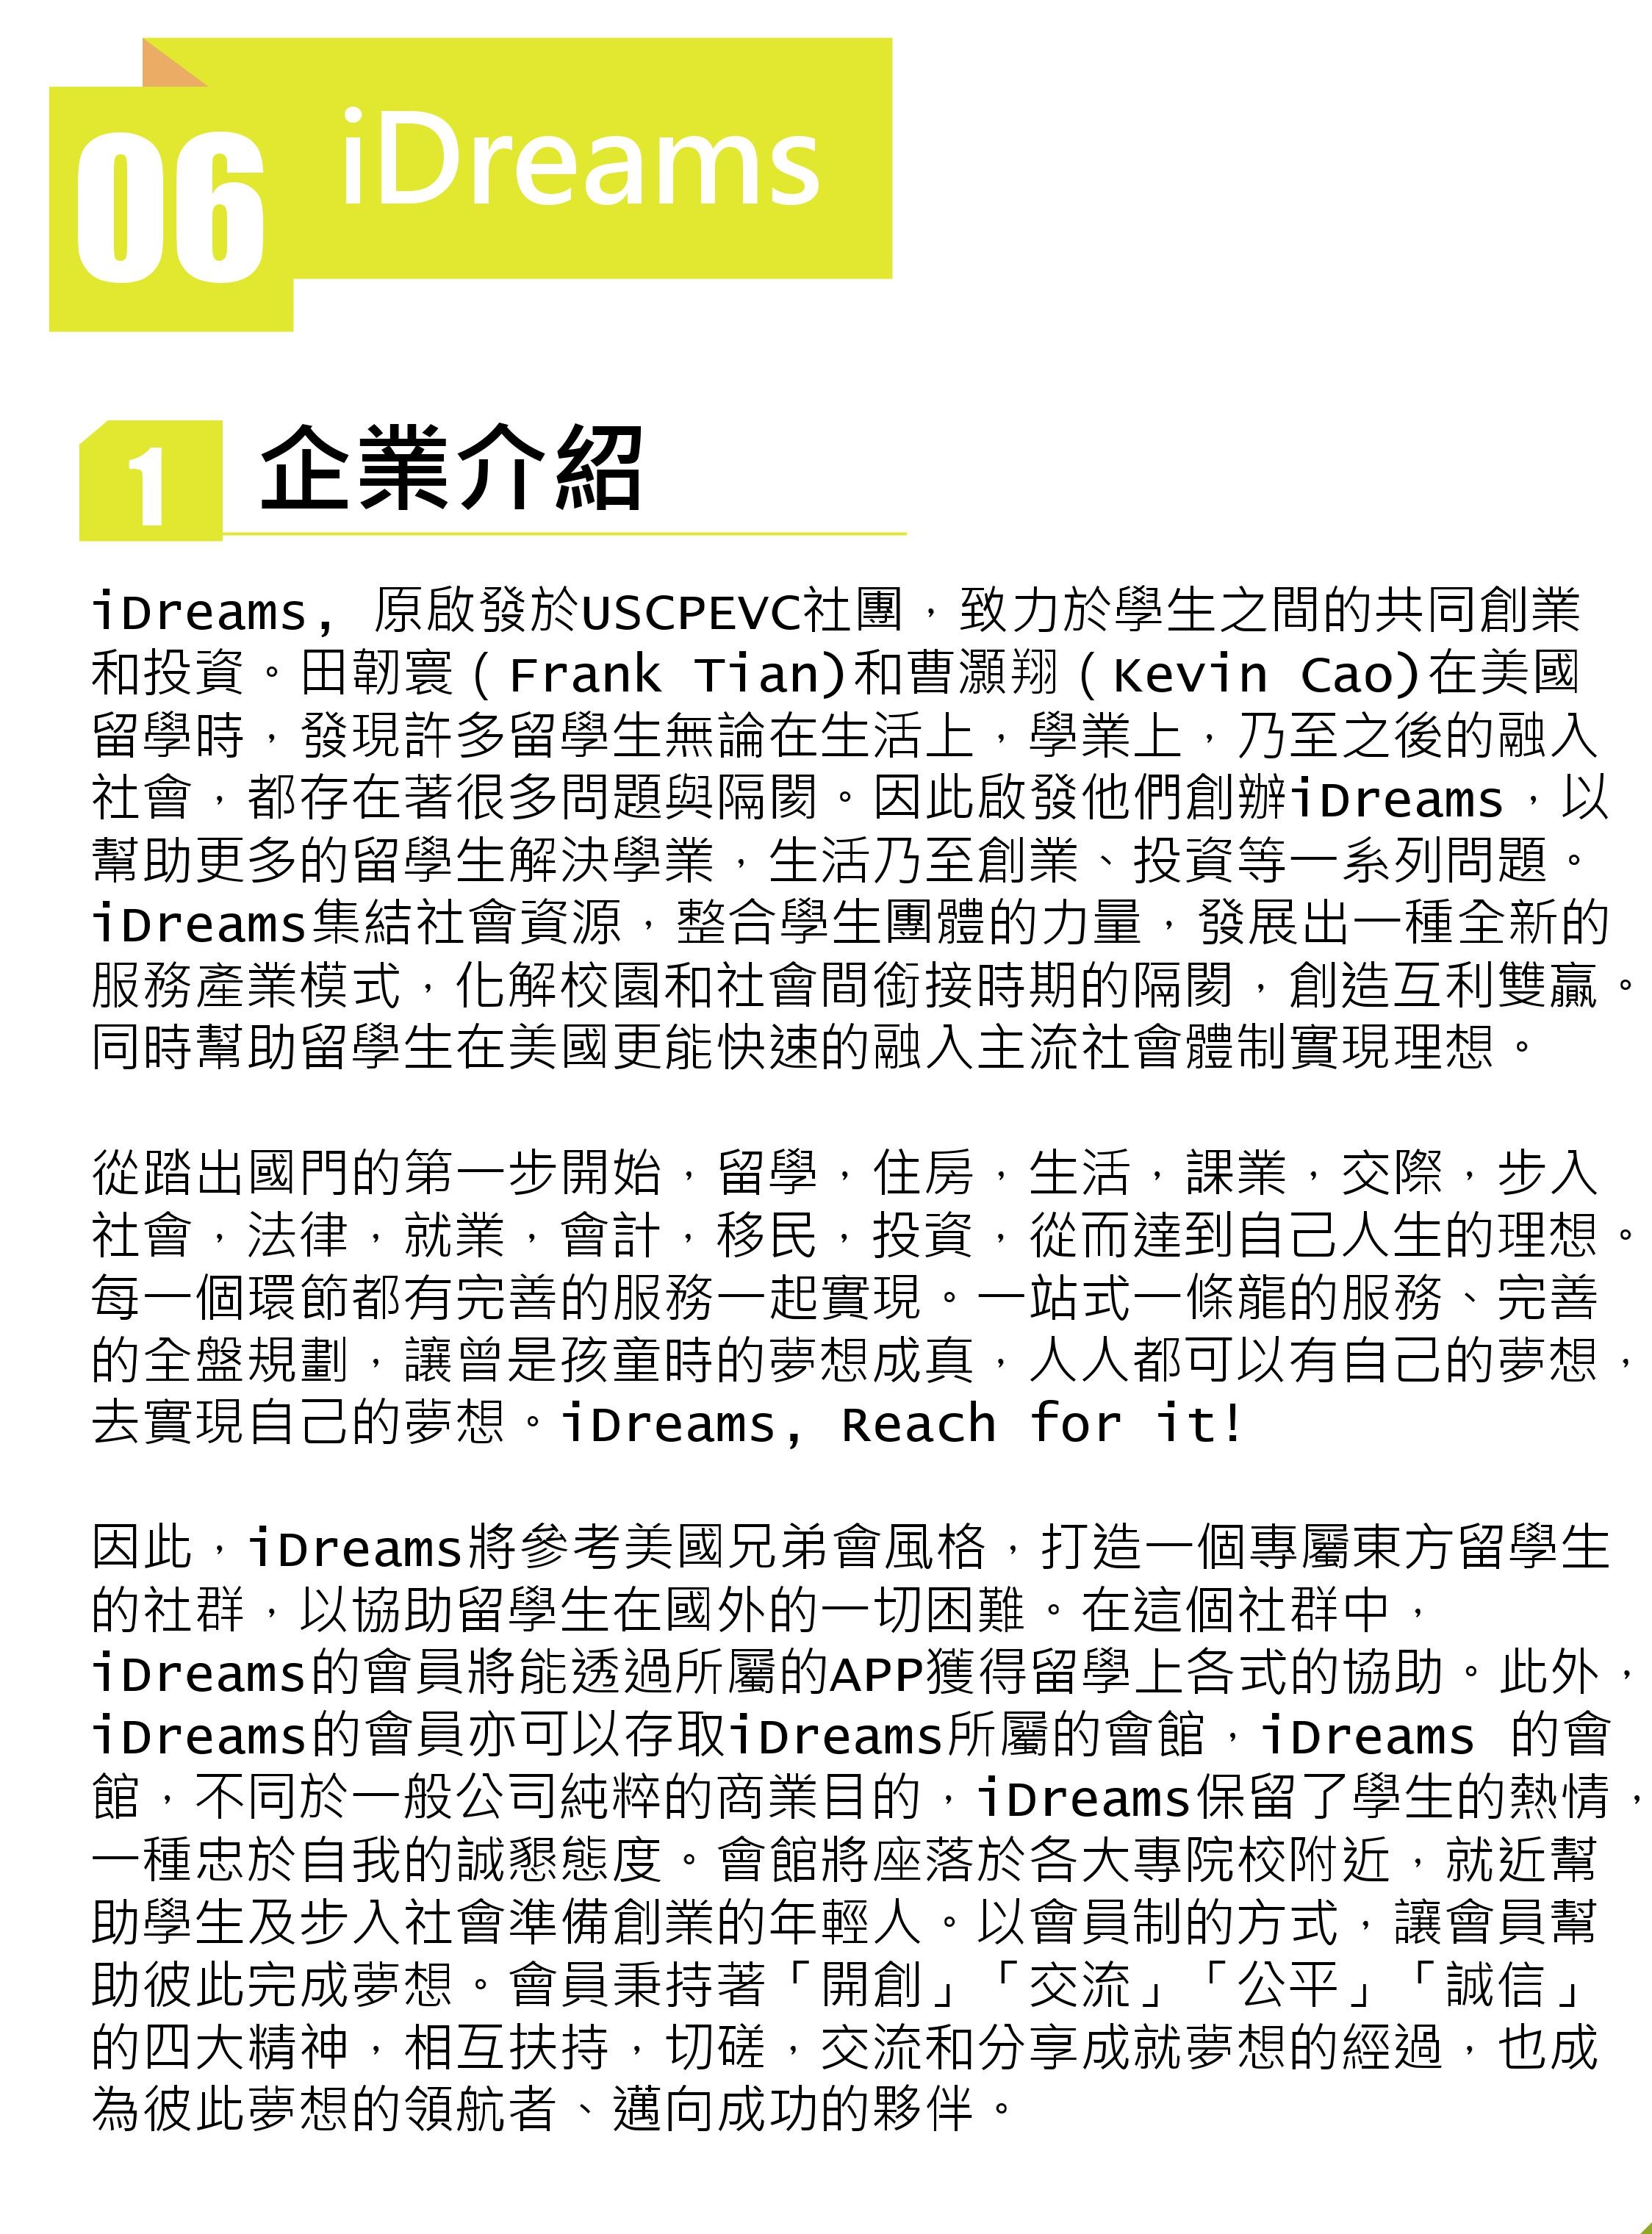 06
iDreams
1
企業介紹
iDreams, 原啟發於USCPEVC社團，致力於學生之間的共同創業
和投資。田韌寰（Frank Tian)和曹灝翔（Kevin Cao)在美國
留學時，發現許多留學生無論在生活上，學業上，乃至之後的融入
社會，都存在著很多問題與隔閡。因此啟發他們創辦iDreams，以
幫助更多的留學生解決學業，生活乃至創業、投資等一系列問題。
iDreams集結社會資源，整合學生團體的力量，發展出一種全新的
服務產業模式，化解校園和社會間銜接時期的隔閡，創造互利雙贏。
同時幫助留學生在美國更能快速的融入主流社會體制實現理想。
從踏出國門的第一步開始，留學，住房，生活，課業，交際，步入
社會，法律，就業，會計，移民，投資，從而達到自己人生的理想。
每一個環節都有完善的服務一起實現。一站式一條龍的服務、完善
的全盤規劃，讓曾是孩童時的夢想成真，人人都可以有自己的夢想，
去實現自己的夢想。iDreams, Reach for it!
因此，iDreams將參考美國兄弟會風格，打造一個專屬東方留學生
的社群，以協助留學生在國外的一切困難。在這個社群中，
iDreams的會員將能透過所屬的APP獲得留學上各式的協助。此外，
iDreams的會員亦可以存取iDreams所屬的會館，iDreams 的會
館，不同於一般公司純粹的商業目的，iDreams保留了學生的熱情，
一種忠於自我的誠懇態度。會館將座落於各大專院校附近，就近幫
助學生及步入社會準備創業的年輕人。以會員制的方式，讓會員幫
助彼此完成夢想。會員秉持著「開創」「交流」「公平」「誠信」
的四大精神，相互扶持，切磋，交流和分享成就夢想的經過，也成
為彼此夢想的領航者、邁向成功的夥伴。